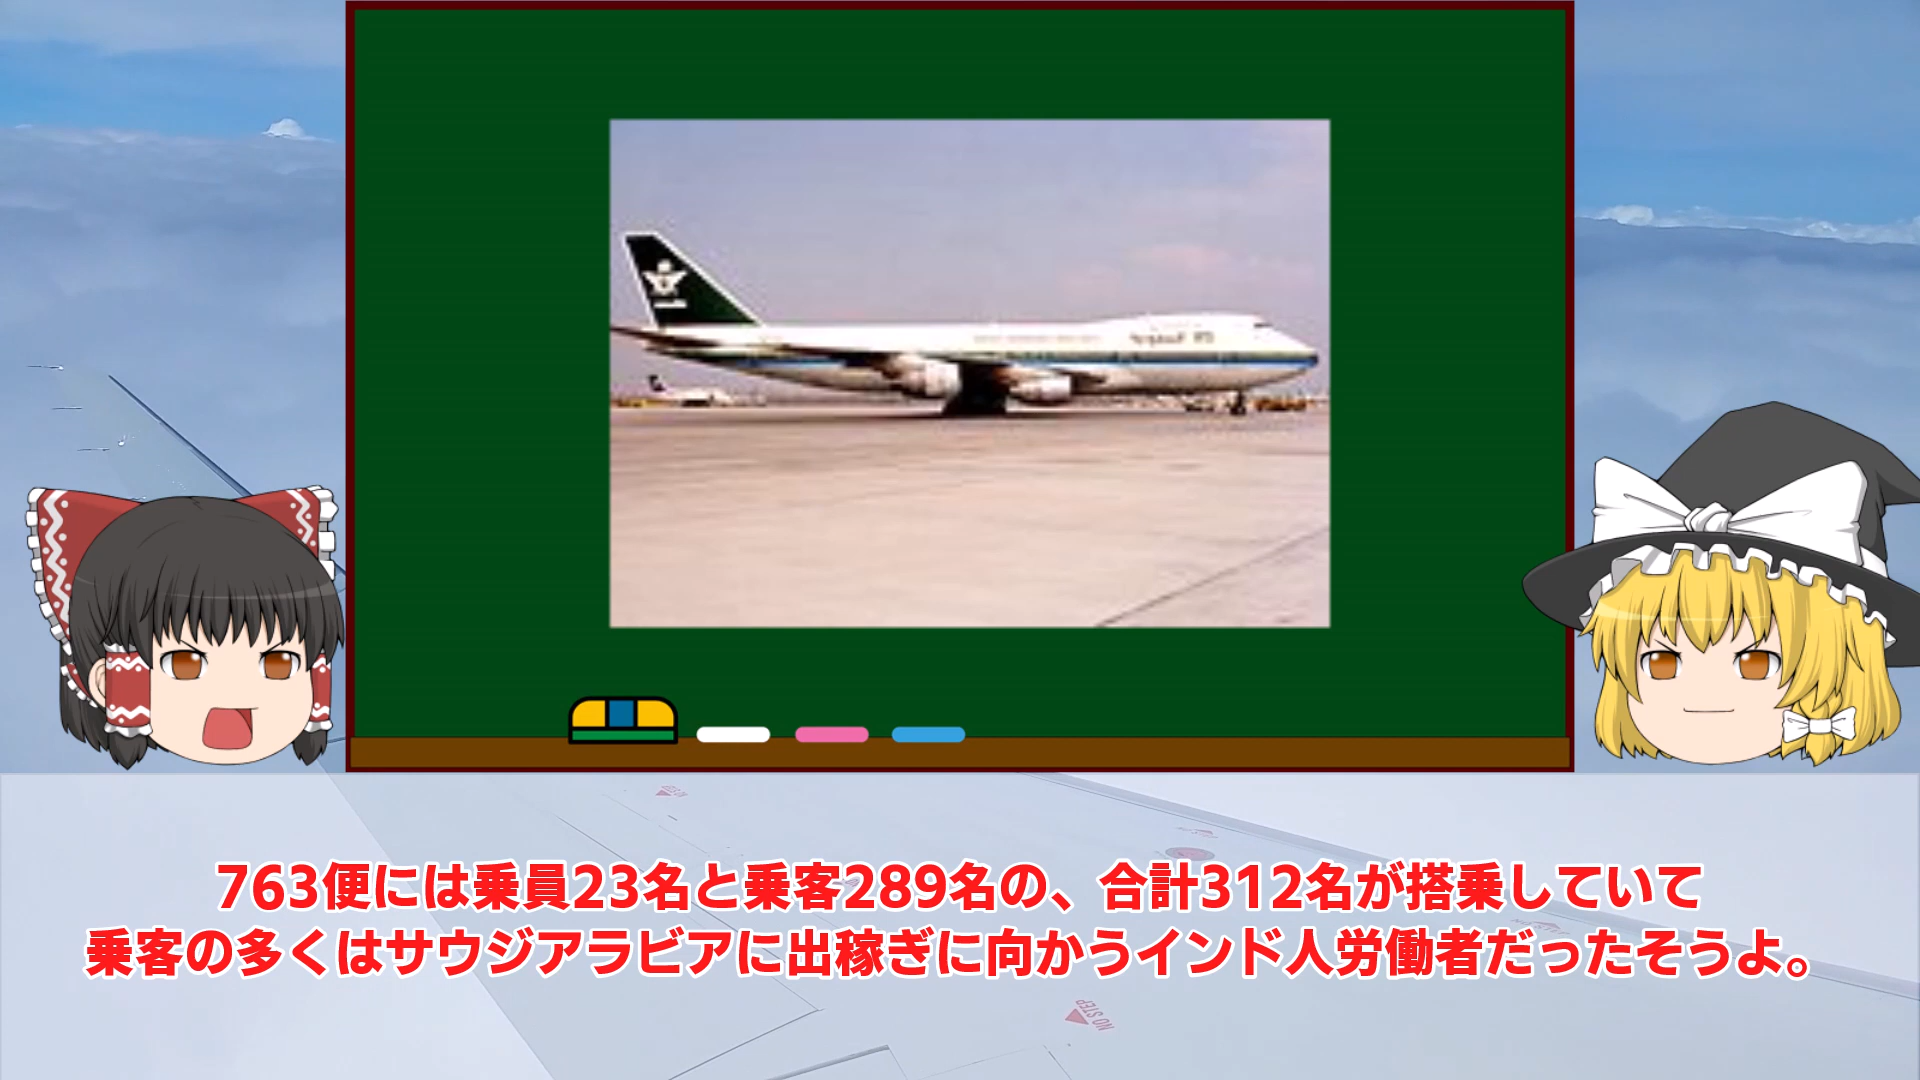 763便には乗員23名と乗客289名の、合計312名が搭乗していて
乗客の多くはサウジアラビアに出稼ぎに向かうインド人労働者だったそうよ。
NO STEP